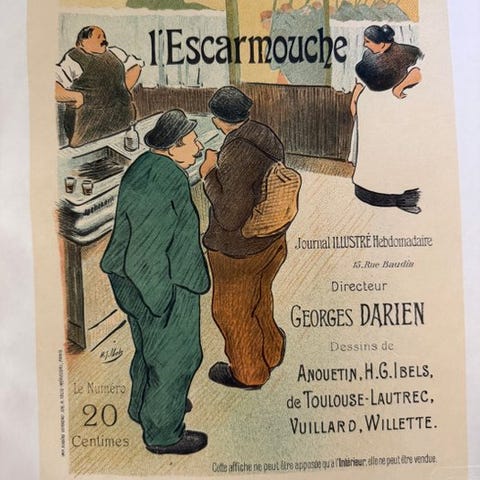 l'Escarmouche
Journal ILLUSTRÉ Hebdomadaire
15, Rue Baudin
Directeur
GEORGES DARIEN
Dessins de
ANQUETIN, H.G. IBELS,
de TOULOUSE-LAUTREC,
VUILLARD, WILLETTE.
Le Numéro
20
Centimes
H.G. Ibels
Cette affiche ne peut être apposée qu'à l'Intérieur, elle ne peut être vendue.